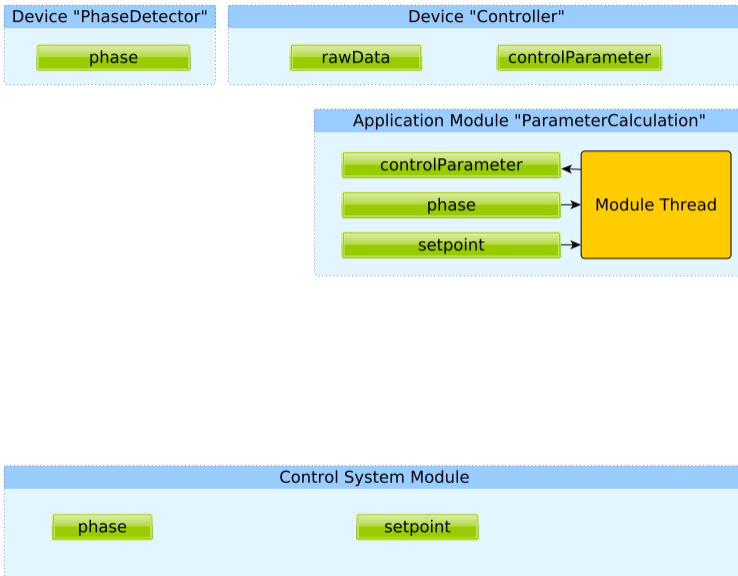 Device "PhaseDetector"
Device "Controller"
phase
rawData
controlParameter
Application Module "ParameterCalculation"
controlParameter
phase
setpoint
Module Thread
Control System Module
phase
setpoint